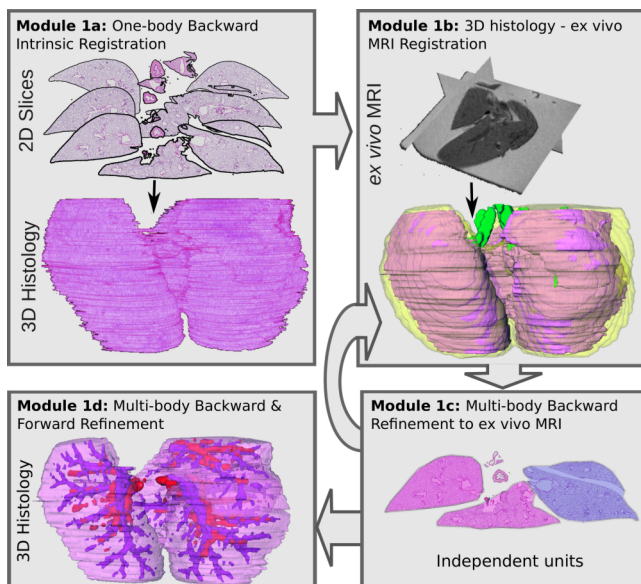 Module 1a: One-body Backward
Intrinsic Registration
2D Slices
3D Histology
Module 1b: 3D histology - ex vivo
MRI Registration
ex vivo MRI
Module 1d: Multi-body Backward &
Forward Refinement
3D Histology
Module 1c: Multi-body Backward
Refinement to ex vivo MRI
Independent units